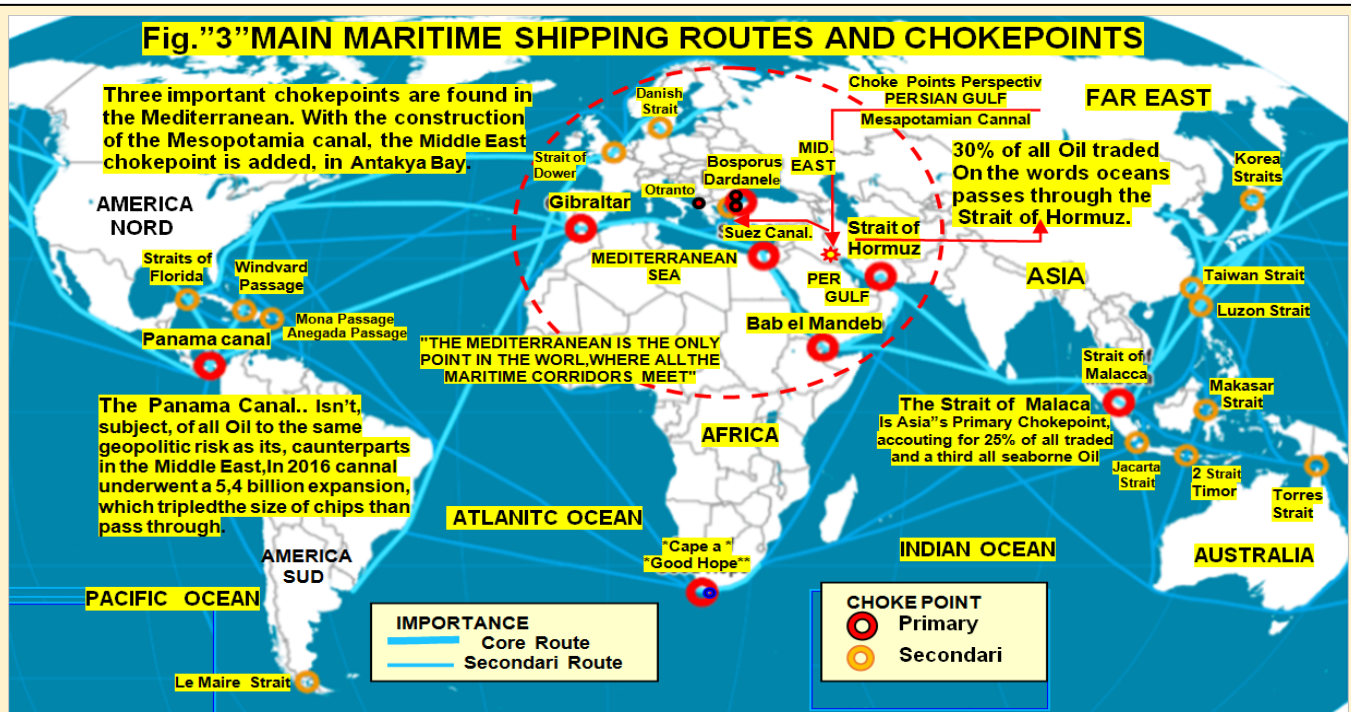 Fig.”3”MAIN MARITIME SHIPPING ROUTES AND CHOKEPOINTS
Three important chokepoints are found in
the Mediterranean. With the construction
of the Mesopotamia canal, the Middle East
chokepoint is added, in Antakya Bay.
Danish
Strait
Choke Points Perspectiv
PERSIAN GULF
Mesapotamian Cannal
FAR EAST
Strait of
Dower
MID.
EAST
Bosporus
Dardanele
Otranto
Gibraltar
30% of all Oil traded
On the words oceans
passes through the
Strait of Hormuz.
Korea
Straits
AMERICA
NORD
Suez Canal.
Strait of
Hormuz
MEDITERRANEAN
SEA
PER
GULF
ASIA
Straits of
Florida
Windvard
Passage
Mona Passage
Anegada Passage
Taiwan Strait
Luzon Strait
Panama canal
Bab el Mandeb
"THE MEDITERRANEAN IS THE ONLY
POINT IN THE WORL,WHERE ALLTHE
MARITIME CORRIDORS MEET"
Strait of
Malacca
Makasar
Strait
The Panama Canal.. Isn’t,
subject, of all Oil to the same
geopolitic risk as its, caunterparts
in the Middle East,In 2016 cannal
underwent a 5,4 billion expansion,
which tripledthe size of chips than
pass through.
AFRICA
The Strait of Malaca
Is Asia”s Primary Chokepoint,
accouting for 25% of all traded
and a third all seaborne Oil
Jacarta
Strait
2 Strait
Timor
Torres
Strait
ATLANITC OCEAN
*Cape a *
*Good Hope**
INDIAN OCEAN
AUSTRALIA
AMERICA
SUD
PACIFIC OCEAN
IMPORTANCE
Core Route
Secondari Route
CHOKE POINT
Primary
Secondari
Le Maire Strait